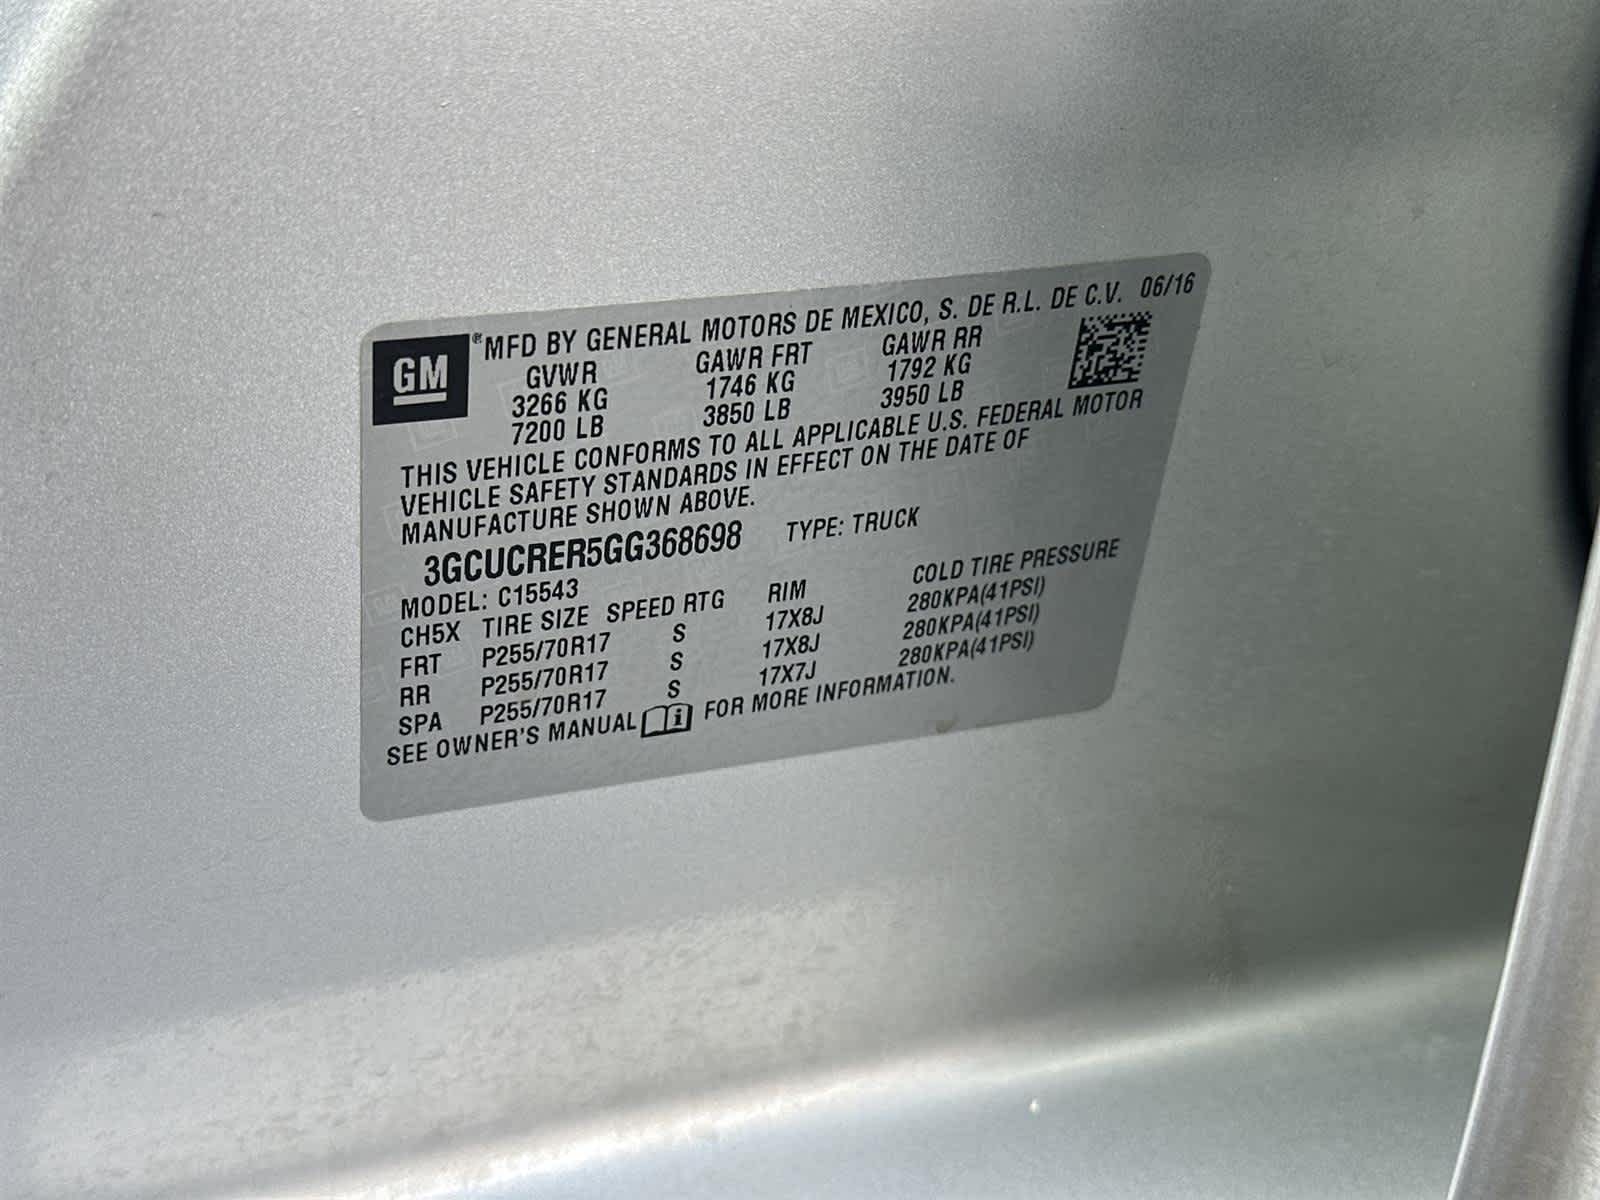 GM ® MFD BY GENERAL MOTORS DE MEXICO, S. DE R.L. DE C.V. 06/16
GVWR GAWR FRT GAWR RR
3266 KG 1746 KG 1792 KG
7200 LB 3850 LB 3950 LB
THIS VEHICLE CONFORMS TO ALL APPLICABLE U.S. FEDERAL MOTOR
VEHICLE SAFETY STANDARDS IN EFFECT ON THE DATE OF
MANUFACTURE SHOWN ABOVE.
3GCUCRER5GG368698 TYPE: TRUCK
MODEL: C15543
CH5X TIRE SIZE SPEED RTG RIM COLD TIRE PRESSURE
FRT P255/70R17 S 17X8J 280KPA(41PSI)
RR P255/70R17 S 17X8J 280KPA(41PSI)
SPA P255/70R17 S 17X7J 280KPA(41PSI)
SEE OWNER'S MANUAL i FOR MORE INFORMATION.